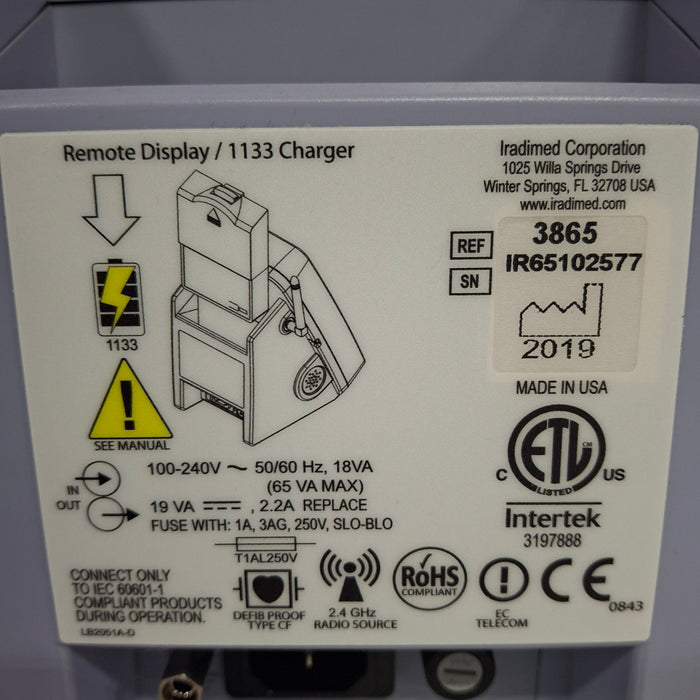 Remote Display / 1133 Charger
Iradimed Corporation
1025 Willa Springs Drive
Winter Springs, FL 32708 USA
www.iradimed.com
REF 3865
SN IR65102577
2019
1133
SEE MANUAL
MADE IN USA
ETL CM
LISTED
C US
Intertek
3197888
IN
OUT
100-240V ~ 50/60 Hz, 18VA
(65 VA MAX)
19 VA ⎓ , 2.2A REPLACE
FUSE WITH: 1A, 3AG, 250V, SLO-BLO
T1AL250V
CONNECT ONLY
TO IEC 60601-1
COMPLIANT PRODUCTS
DURING OPERATION.
LB2051A-D
DEFIB PROOF
TYPE CF
2.4 GHz
RADIO SOURCE
RoHS
COMPLIANT
EC
TELECOM
CE
0843